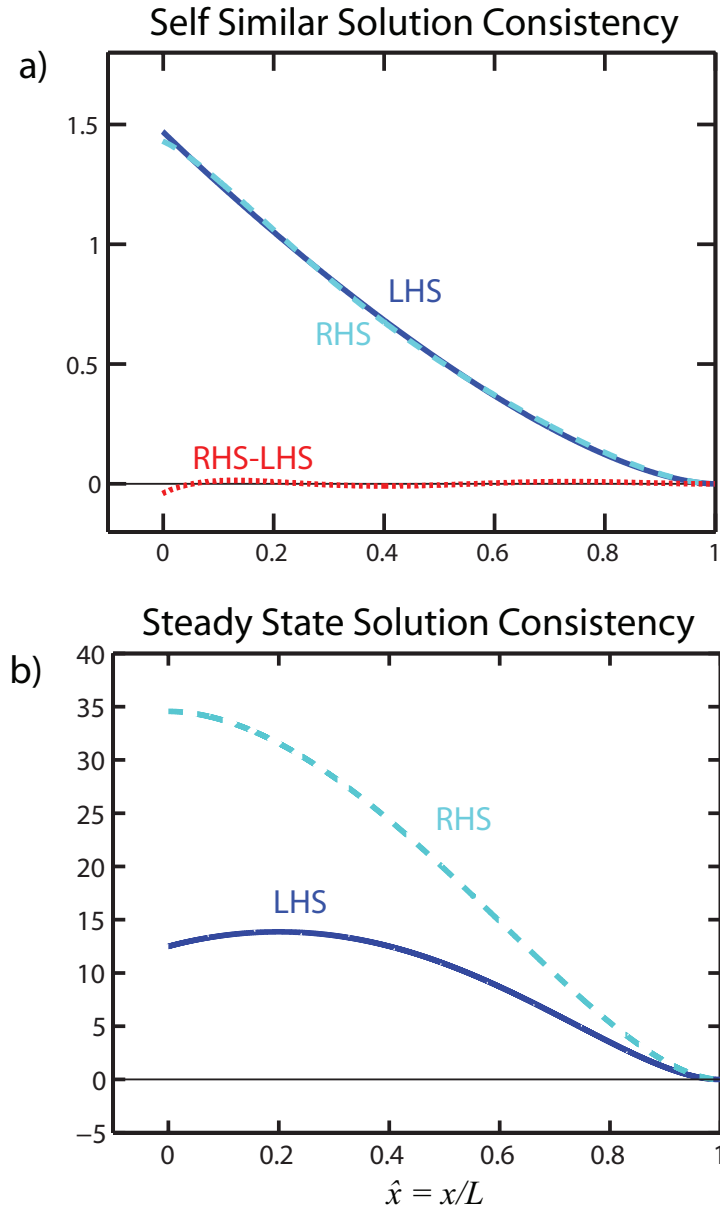 Self Similar Solution Consistency
a)
1.5
1
0.5
0
LHS
RHS
RHS-LHS
0 0.2 0.4 0.6 0.8 1
Steady State Solution Consistency
b)
40
35
30
25
20
15
10
5
0
−5
RHS
LHS
0 0.2 0.4 0.6 0.8 1
x̂ = x/L